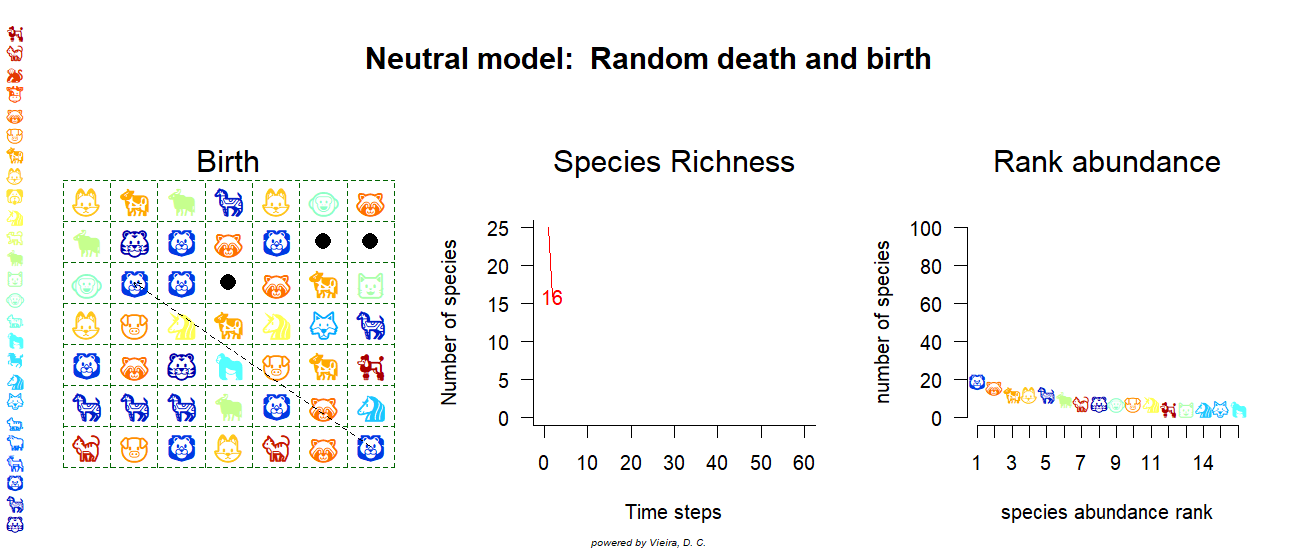 Neutral model:  Random death and birth
Birth
Species Richness
Rank abundance
Number of species
25
20
15
10
5
0
16
0 10 20 30 40 50 60
Time steps
number of species
100
80
60
40
20
0
1 3 5 7 9 11 14
species abundance rank
powered by Vieira, D. C.